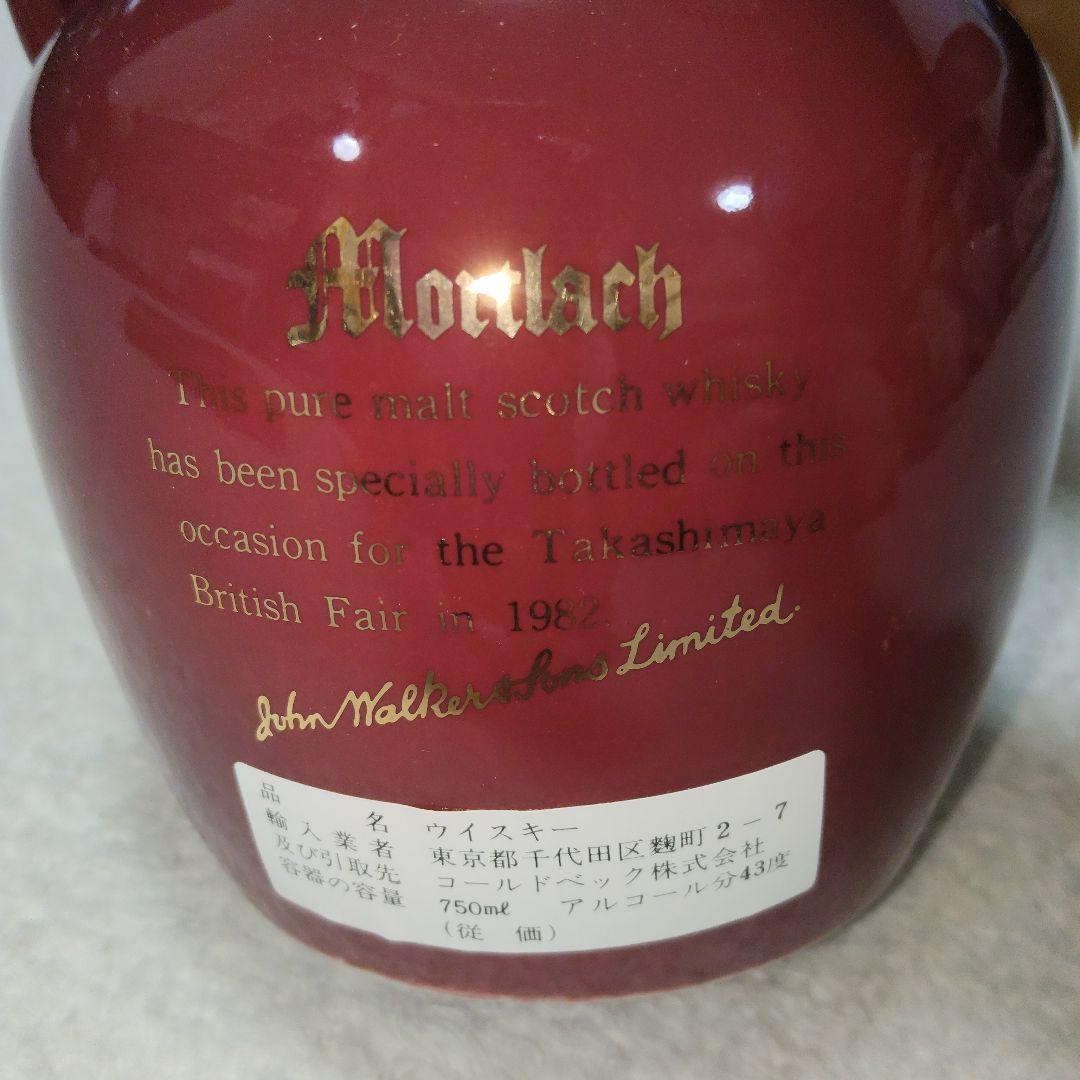 Mortlach
This pure malt scotch whisky
has been specially bottled on this
occasion for the Takashimaya
British Fair in 1982.
John Walker & Sons Limited.
品名 ウイスキー
輸入業者 東京都千代田区麹町2-7
及び引取先 コールドベック株式会社
容器の容量 750ml アルコール分43度
(従価)